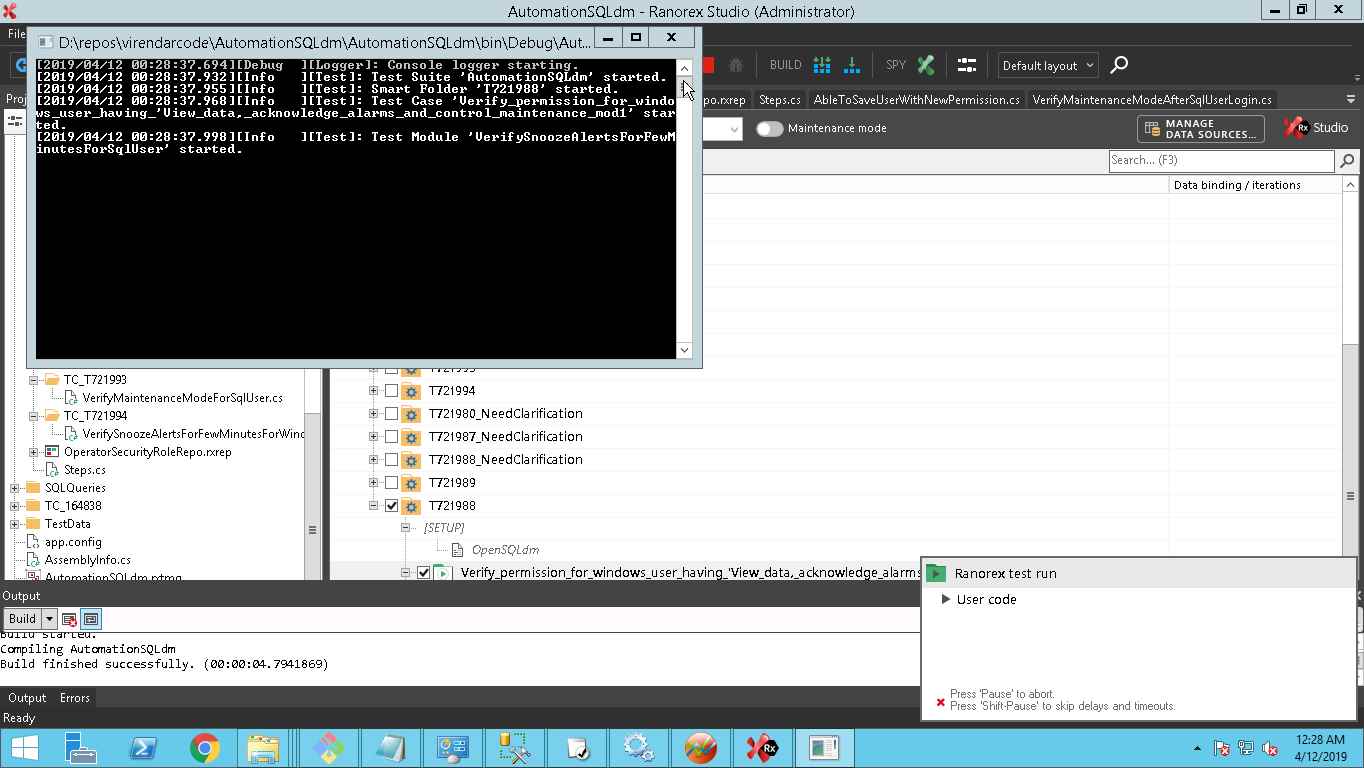 AutomationSQLdm - Ranorex Studio (Administrator)
File
D:\repos\virendarcode\AutomationSQLdm\AutomationSQLdm\bin\Debug\Aut...
[2019/04/12 00:28:37.694][Debug  ][Logger]: Console logger starting.
[2019/04/12 00:28:37.932][Info   ][Test]: Test Suite 'AutomationSQLdm' started.
[2019/04/12 00:28:37.955][Info   ][Test]: Smart Folder 'T721988' started.
[2019/04/12 00:28:37.968][Info   ][Test]: Test Case 'Verify_permission_for_windo
ws_user_having_'View_data,_acknowledge_alarms_and_control_maintenance_mod1' star
ted.
[2019/04/12 00:28:37.998][Info   ][Test]: Test Module 'VerifySnoozeAlertsForFewM
inutesForSqlUser' started.
BUILD
SPY
Default layout
Proj
po.rxrep
Steps.cs
AbleToSaveUserWithNewPermission.cs
VerifyMaintenanceModeAfterSqlUserLogin.cs
Maintenance mode
MANAGE
DATA SOURCES...
Rx Studio
Search... (F3)
Data binding / iterations
TC_T721993
VerifyMaintenanceModeForSqlUser.cs
TC_T721994
VerifySnoozeAlertsForFewMinutesForWind
OperatorSecurityRoleRepo.rxrep
Steps.cs
SQLQueries
TC_164838
TestData
app.config
AssemblyInfo.cs
AutomationSQLdm.rxtmg
T721994
T721980_NeedClarification
T721987_NeedClarification
T721988_NeedClarification
T721989
T721988
[SETUP]
OpenSQLdm
Verify_permission_for_windows_user_having_'View_data,_acknowledge_alarms
Ranorex test run
User code
Press 'Pause' to abort.
Press 'Shift-Pause' to skip delays and timeouts.
Output
Build
Build started.
Compiling AutomationSQLdm
Build finished successfully. (00:00:04.7941869)
Output
Errors
Ready
Rx
12:28 AM
4/12/2019